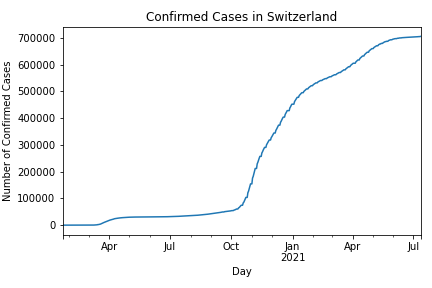 Confirmed Cases in Switzerland
Number of Confirmed Cases
700000
600000
500000
400000
300000
200000
100000
0
Apr Jul Oct Jan Apr Jul
2021
Day